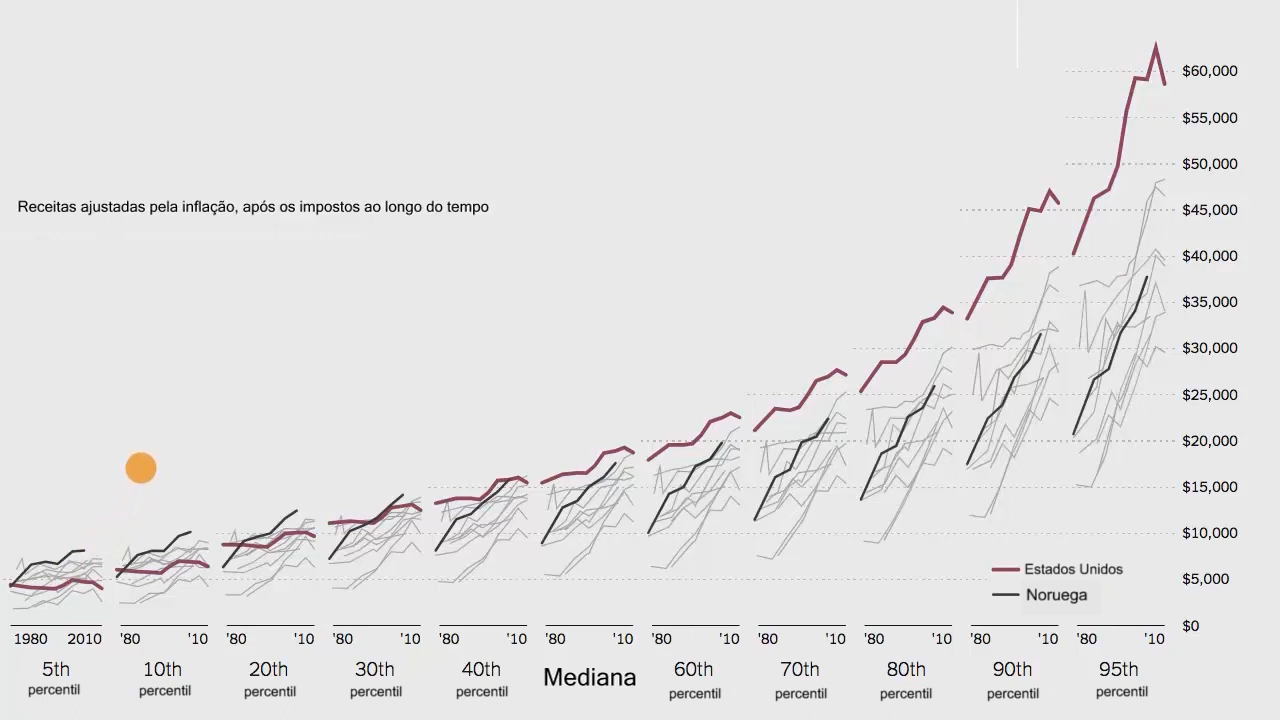 $60,000
$55,000
$50,000
Receitas ajustadas pela inflação, após os impostos ao longo do tempo
$45,000
$40,000
$35,000
$30,000
$25,000
$20,000
$15,000
$10,000
$5,000
Estados Unidos
Noruega
$0
1980 2010 '80 '10 '80 '10 '80 '10 '80 '10 '80 '10 '80 '10 '80 '10 '80 '10 '80 '10 '80 '10
5th 10th 20th 30th 40th Mediana 60th 70th 80th 90th 95th
percentil percentil percentil percentil percentil percentil percentil percentil percentil percentil